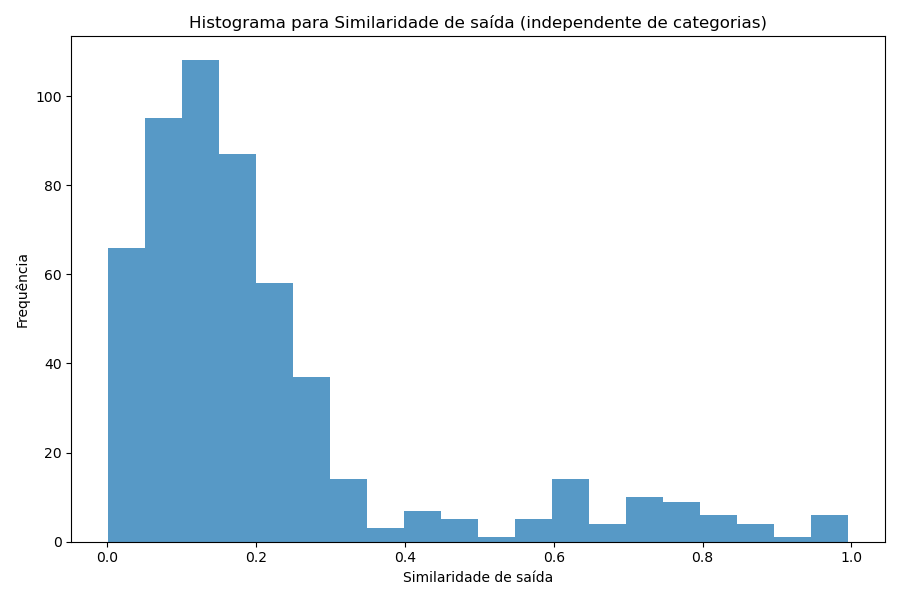 Histograma para Similaridade de saída (independente de categorias)
Frequência
100
80
60
40
20
0
0.0 0.2 0.4 0.6 0.8 1.0
Similaridade de saída